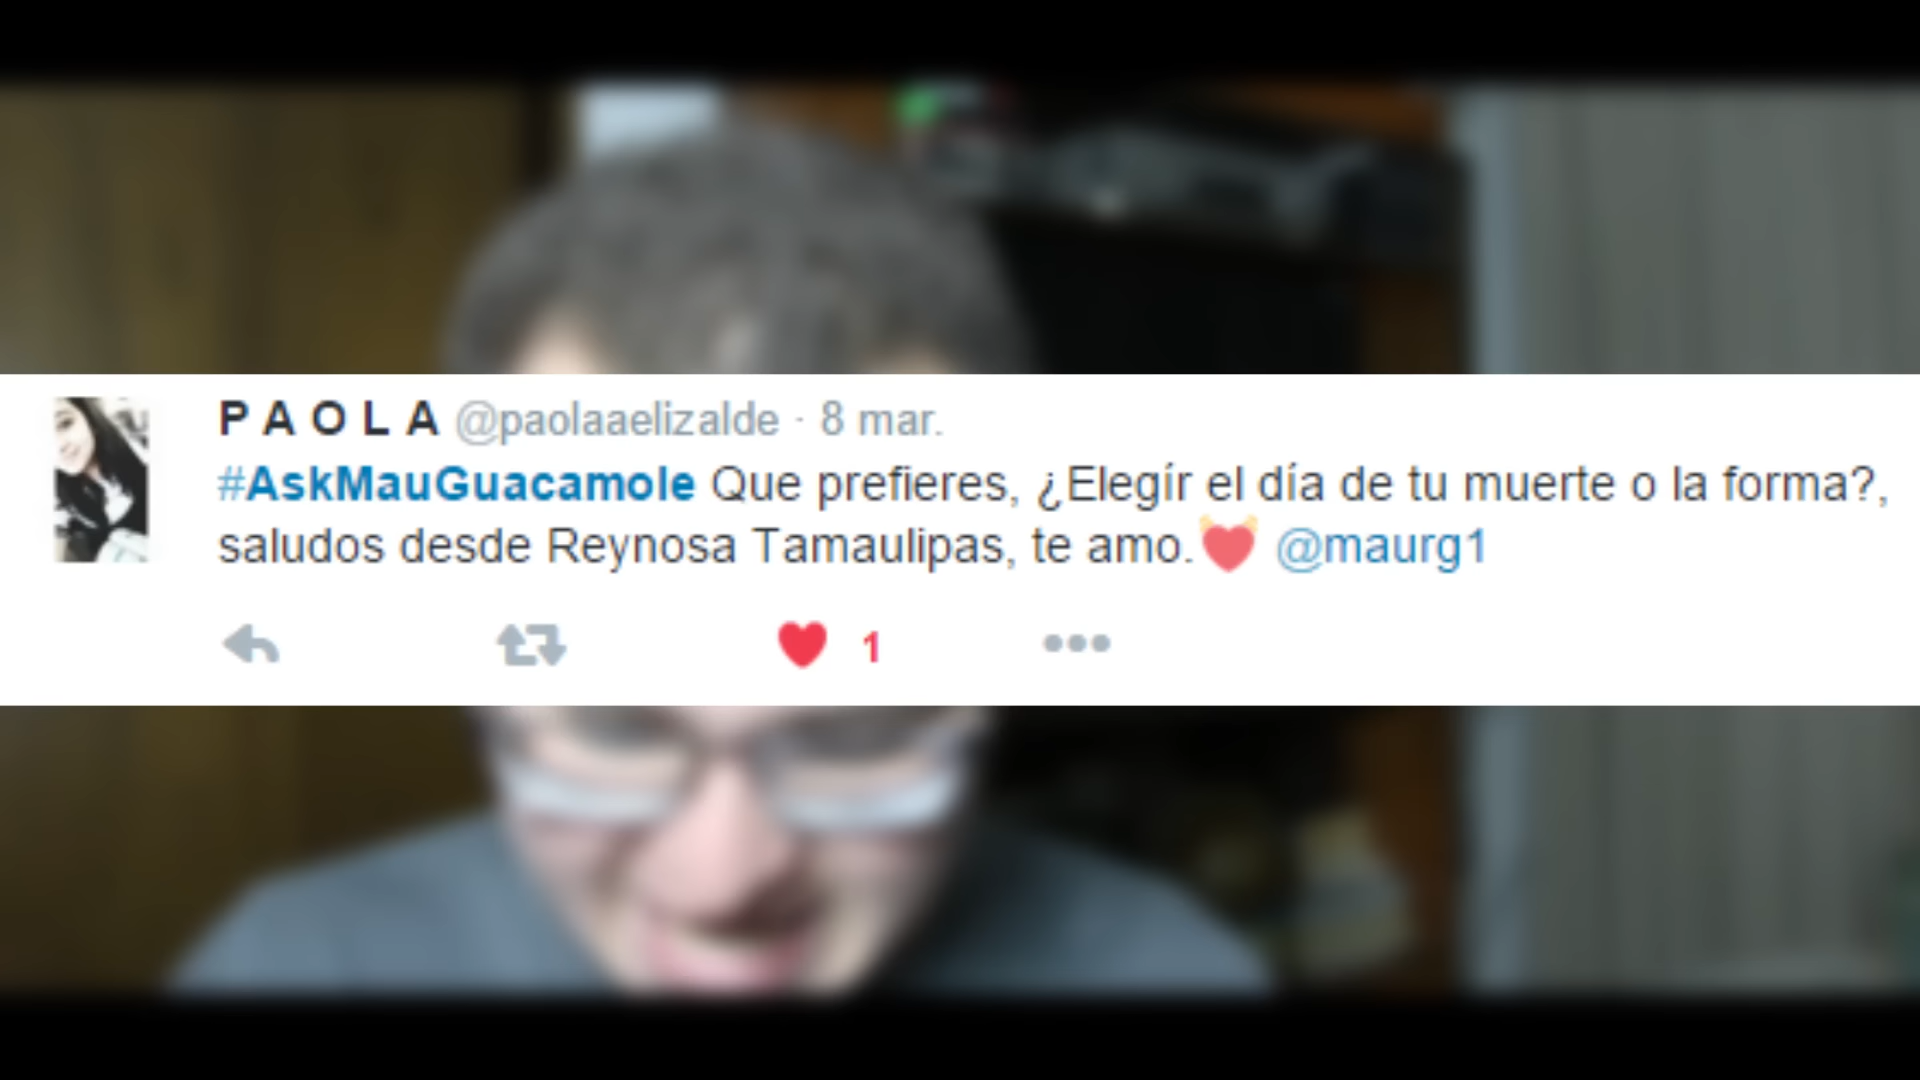 P A O L A @paolaaelizalde · 8 mar.
#AskMauGuacamole Que prefieres, ¿Elegír el día de tu muerte o la forma?,
saludos desde Reynosa Tamaulipas, te amo. @maurg1
1